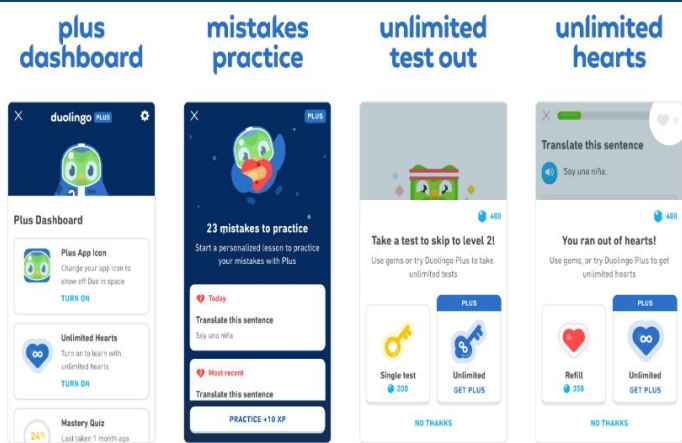 plus
dashboard
mistakes
practice
unlimited
test out
unlimited
hearts
duolingo PLUS
Plus Dashboard
Plus App Icon
Change your app icon to
show off Duo in space
TURN ON
Unlimited Hearts
Turn on to learn with
unlimited hearts
TURN ON
24%
Mastery Quiz
Last taken 1 month ago
PLUS
23 mistakes to practice
Start a personalized lesson to practice
your mistakes with Plus
Today
Translate this sentence
Soy una niña
Most recent
Translate this sentence
PRACTICE +10 XP
400
Take a test to skip to level 2!
Use gems or try Duolingo Plus to take
unlimited tests
PLUS
Single test
200
Unlimited
GET PLUS
NO THANKS
0
Translate this sentence
Soy una niña.
400
You ran out of hearts!
Use gems, or try Duolingo Plus to get
unlimited hearts
PLUS
Refill
350
Unlimited
GET PLUS
NO THANKS